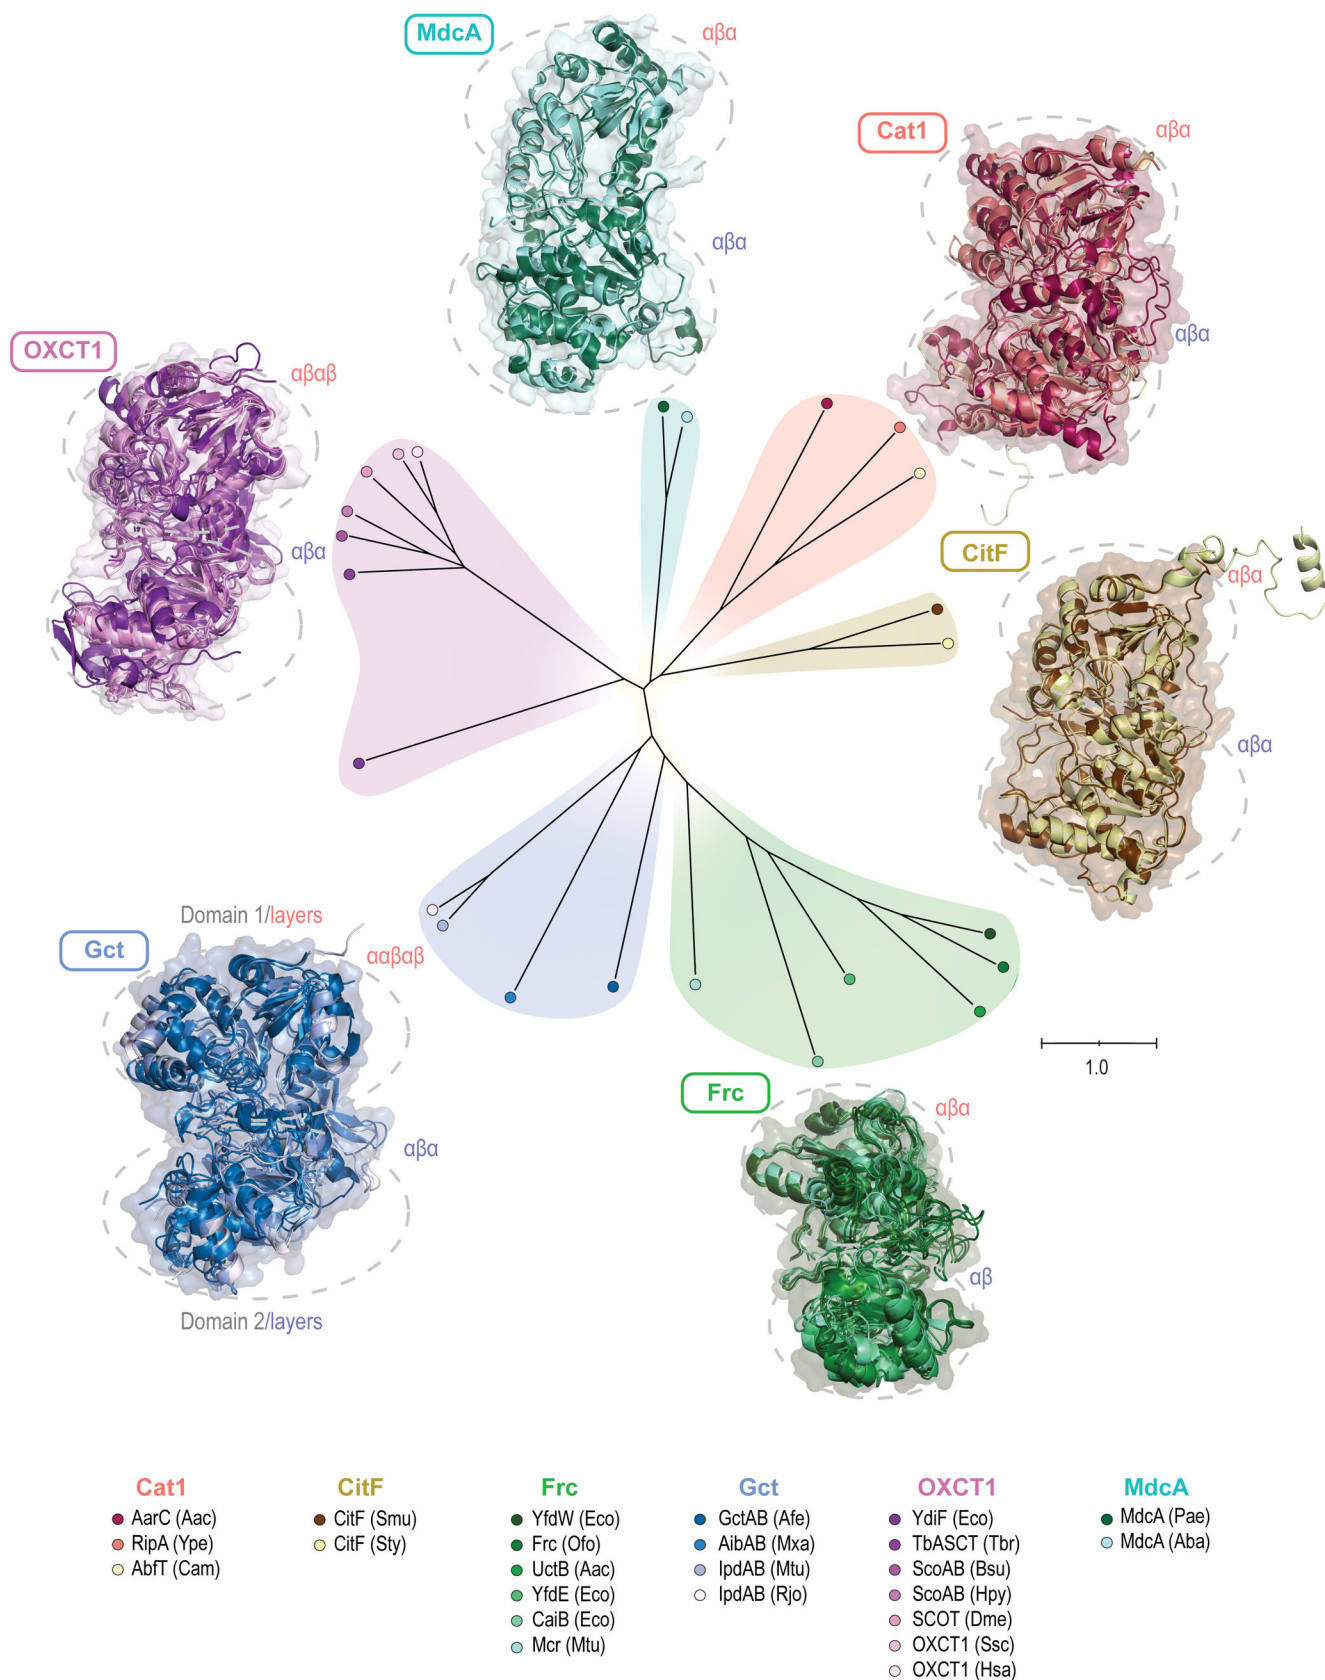 MdcA
αβα
αβα
Cat1
αβα
αβα
OXCT1
αβαβ
αβα
CitF
αβα
αβα
Domain 1/layers
Gct
ααβαβ
αβα
Domain 2/layers
1.0
Frc
αβα
αβ
Cat1
AarC (Aac)
RipA (Ype)
AbfT (Cam)
CitF
CitF (Smu)
CitF (Sty)
Frc
YfdW (Eco)
Frc (Ofo)
UctB (Aac)
YfdE (Eco)
CaiB (Eco)
Mcr (Mtu)
Gct
GctAB (Afe)
AibAB (Mxa)
IpdAB (Mtu)
IpdAB (Rjo)
OXCT1
YdiF (Eco)
TbASCT (Tbr)
ScoAB (Bsu)
ScoAB (Hpy)
SCOT (Dme)
OXCT1 (Ssc)
OXCT1 (Hsa)
MdcA
MdcA (Pae)
MdcA (Aba)